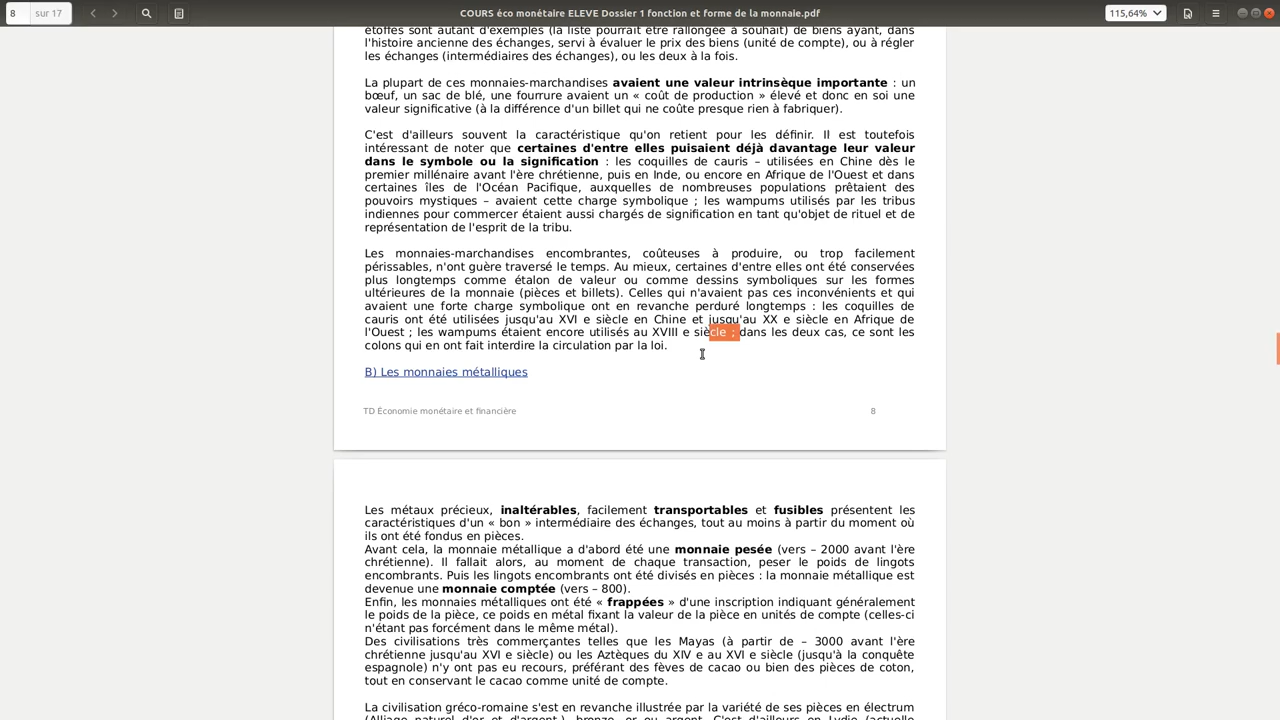 8
sur 17
COURS éco monétaire ELEVE Dossier 1 fonction et forme de la monnaie.pdf
115,64%
étoffes sont autant d'exemples (la liste pourrait être rallongée à souhait) de biens ayant, dans
l'histoire ancienne des échanges, servi à évaluer le prix des biens (unité de compte), ou à régler
les échanges (intermédiaires des échanges), ou les deux à la fois.
La plupart de ces monnaies-marchandises avaient une valeur intrinsèque importante : un
bœuf, un sac de blé, une fourrure avaient un « coût de production » élevé et donc en soi une
valeur significative (à la différence d'un billet qui ne coûte presque rien à fabriquer).
C'est d'ailleurs souvent la caractéristique qu'on retient pour les définir. Il est toutefois
intéressant de noter que certaines d'entre elles puisaient déjà davantage leur valeur
dans le symbole ou la signification : les coquilles de cauris – utilisées en Chine dès le
premier millénaire avant l'ère chrétienne, puis en Inde, ou encore en Afrique de l'Ouest et dans
certaines îles de l'Océan Pacifique, auxquelles de nombreuses populations prêtaient des
pouvoirs mystiques – avaient cette charge symbolique ; les wampums utilisés par les tribus
indiennes pour commercer étaient aussi chargés de signification en tant qu'objet de rituel et de
représentation de l'esprit de la tribu.
Les monnaies-marchandises encombrantes, coûteuses à produire, ou trop facilement
périssables, n'ont guère traversé le temps. Au mieux, certaines d'entre elles ont été conservées
plus longtemps comme étalon de valeur ou comme dessins symboliques sur les formes
ultérieures de la monnaie (pièces et billets). Celles qui n'avaient pas ces inconvénients et qui
avaient une forte charge symbolique ont en revanche perduré longtemps : les coquilles de
cauris ont été utilisées jusqu'au XVI e siècle en Chine et jusqu'au XX e siècle en Afrique de
l'Ouest ; les wampums étaient encore utilisés au XVIII e siècle ; dans les deux cas, ce sont les
colons qui en ont fait interdire la circulation par la loi.
B) Les monnaies métalliques
TD Économie monétaire et financière
8
Les métaux précieux, inaltérables, facilement transportables et fusibles présentent les
caractéristiques d'un « bon » intermédiaire des échanges, tout au moins à partir du moment où
ils ont été fondus en pièces.
Avant cela, la monnaie métallique a d'abord été une monnaie pesée (vers – 2000 avant l'ère
chrétienne). Il fallait alors, au moment de chaque transaction, peser le poids de lingots
encombrants. Puis les lingots encombrants ont été divisés en pièces : la monnaie métallique est
devenue une monnaie comptée (vers – 800).
Enfin, les monnaies métalliques ont été « frappées » d'une inscription indiquant généralement
le poids de la pièce, ce poids en métal fixant la valeur de la pièce en unités de compte (celles-ci
n'étant pas forcément dans le même métal).
Des civilisations très commerçantes telles que les Mayas (à partir de – 3000 avant l'ère
chrétienne jusqu'au XVI e siècle) ou les Aztèques du XIV e au XVI e siècle (jusqu'à la conquête
espagnole) n'y ont pas eu recours, préférant des fèves de cacao ou bien des pièces de coton,
tout en conservant le cacao comme unité de compte.
La civilisation gréco-romaine s'est en revanche illustrée par la variété de ses pièces en électrum
(Alliage naturel d'or et d'argent.), bronze, or ou argent. C'est d'ailleurs en Lydie (actuelle